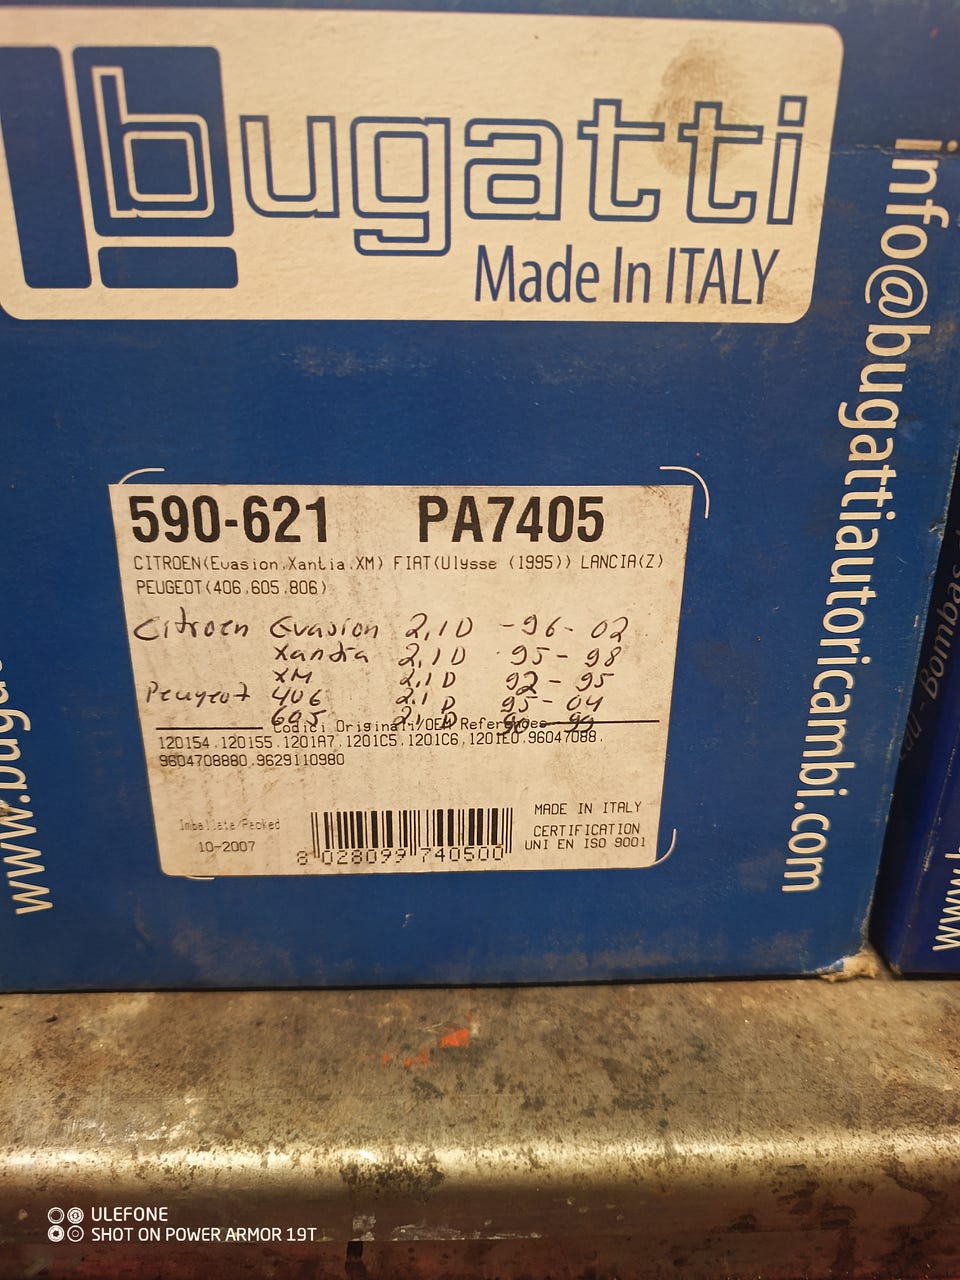 bugatti
Made In ITALY
info@bugattiautoricambi.com
590-621 PA7405
CITROEN(Evasion,Xantia,XM) FIAT(Ulysse (1995)) LANCIA(Z)
PEUGEOT(406,605,806)
Citroen Evasion 2,1D -96-02
Xantia 2,1D 95-98
XM 2,1D 92-95
Peugeot 406 2,1D 95-04
605 2,1D
Codici Originali/OEM References
120154,120155,1201A7,1201C5,1201C6,1201E0,96047088,
9604708880,9629110980
Imballato/Packed
10-2007
8 028099 740500
MADE IN ITALY
CERTIFICATION
UNI EN ISO 9001
www.buga
ULEFONE
SHOT ON POWER ARMOR 19T